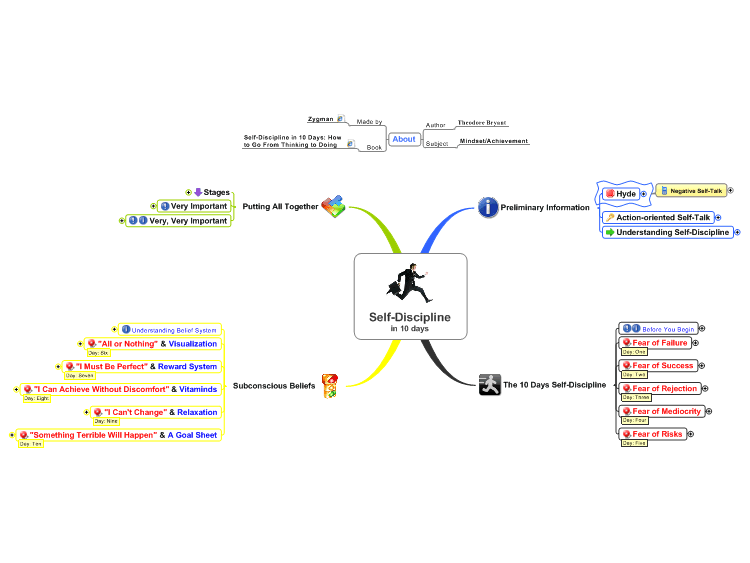 Zygman
Made by
Self-Discipline in 10 Days: How
to Go From Thinking to Doing
Book
About
Author
Theodore Bryant
Subject
Mindset/Achievement
Stages
Very Important
Very, Very Important
Putting All Together
Preliminary Information
Hyde
Negative Self-Talk
Action-oriented Self-Talk
Understanding Self-Discipline
Self-Discipline
in 10 days
Understanding Belief System
"All or Nothing" & Visualization
Day: Six
"I Must Be Perfect" & Reward System
Day: Seven
"I Can Achieve Without Discomfort" & Vitaminds
Day: Eight
"I Can't Change" & Relaxation
Day: Nine
"Something Terrible Will Happen" & A Goal Sheet
Day: Ten
Subconscious Beliefs
The 10 Days Self-Discipline
Before You Begin
Fear of Failure
Day: One
Fear of Success
Day: Two
Fear of Rejection
Day: Three
Fear of Mediocrity
Day: Four
Fear of Risks
Day: Five